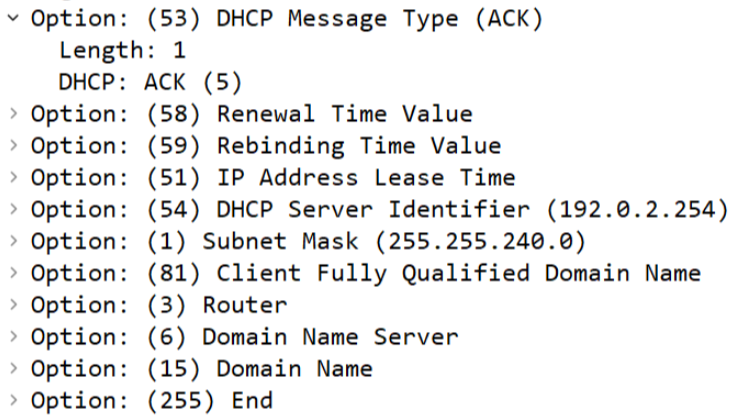 Option: (53) DHCP Message Type (ACK)
Length: 1
DHCP: ACK (5)
Option: (58) Renewal Time Value
Option: (59) Rebinding Time Value
Option: (51) IP Address Lease Time
Option: (54) DHCP Server Identifier (192.0.2.254)
Option: (1) Subnet Mask (255.255.240.0)
Option: (81) Client Fully Qualified Domain Name
Option: (3) Router
Option: (6) Domain Name Server
Option: (15) Domain Name
Option: (255) End